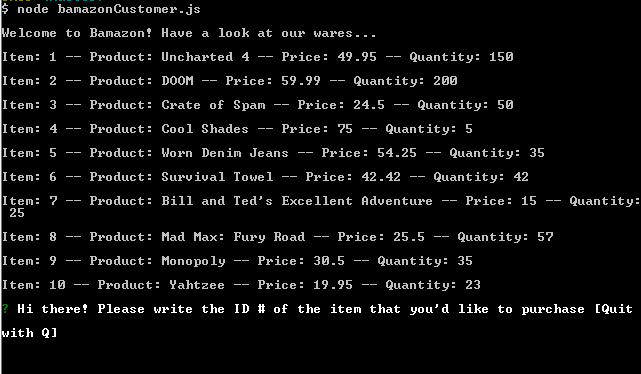 $ node bamazonCustomer.js
Welcome to Bamazon! Have a look at our wares...
Item: 1 -- Product: Uncharted 4 -- Price: 49.95 -- Quantity: 150
Item: 2 -- Product: DOOM -- Price: 59.99 -- Quantity: 200
Item: 3 -- Product: Crate of Spam -- Price: 24.5 -- Quantity: 50
Item: 4 -- Product: Cool Shades -- Price: 75 -- Quantity: 5
Item: 5 -- Product: Worn Denim Jeans -- Price: 54.25 -- Quantity: 35
Item: 6 -- Product: Survival Towel -- Price: 42.42 -- Quantity: 42
Item: 7 -- Product: Bill and Ted's Excellent Adventure -- Price: 15 -- Quantity:
25
Item: 8 -- Product: Mad Max: Fury Road -- Price: 25.5 -- Quantity: 57
Item: 9 -- Product: Monopoly -- Price: 30.5 -- Quantity: 35
Item: 10 -- Product: Yahtzee -- Price: 19.95 -- Quantity: 23
? Hi there! Please write the ID # of the item that you'd like to purchase [Quit
with Q]